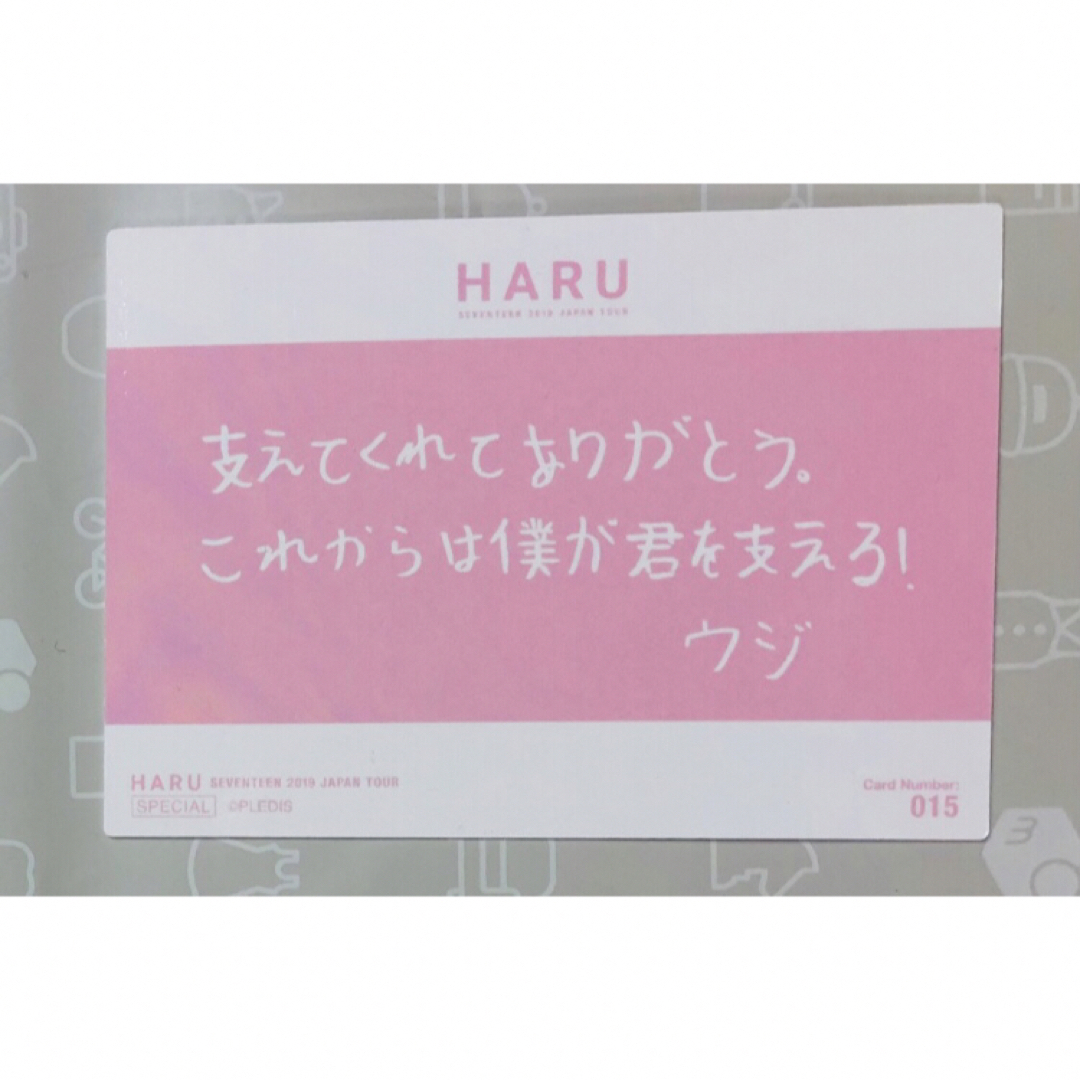 HARU
SEVENTEEN 2019 JAPAN TOUR
支えてくれてありがとう。
これからは僕が君を支えろ!
ウジ
HARU SEVENTEEN 2019 JAPAN TOUR
SPECIAL ©PLEDIS
Card Number:
015
3